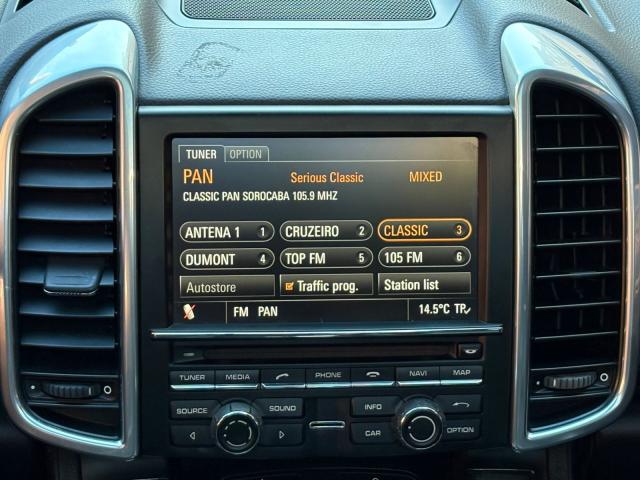 TUNER OPTION
PAN Serious Classic MIXED
CLASSIC PAN SOROCABA 105.9 MHZ
ANTENA 1 1 CRUZEIRO 2 CLASSIC 3
DUMONT 4 TOP FM 5 105 FM 6
Autostore Traffic prog. Station list
FM PAN 14.5°C TP
TUNER MEDIA PHONE NAVI MAP
SOURCE SOUND INFO
CAR OPTION